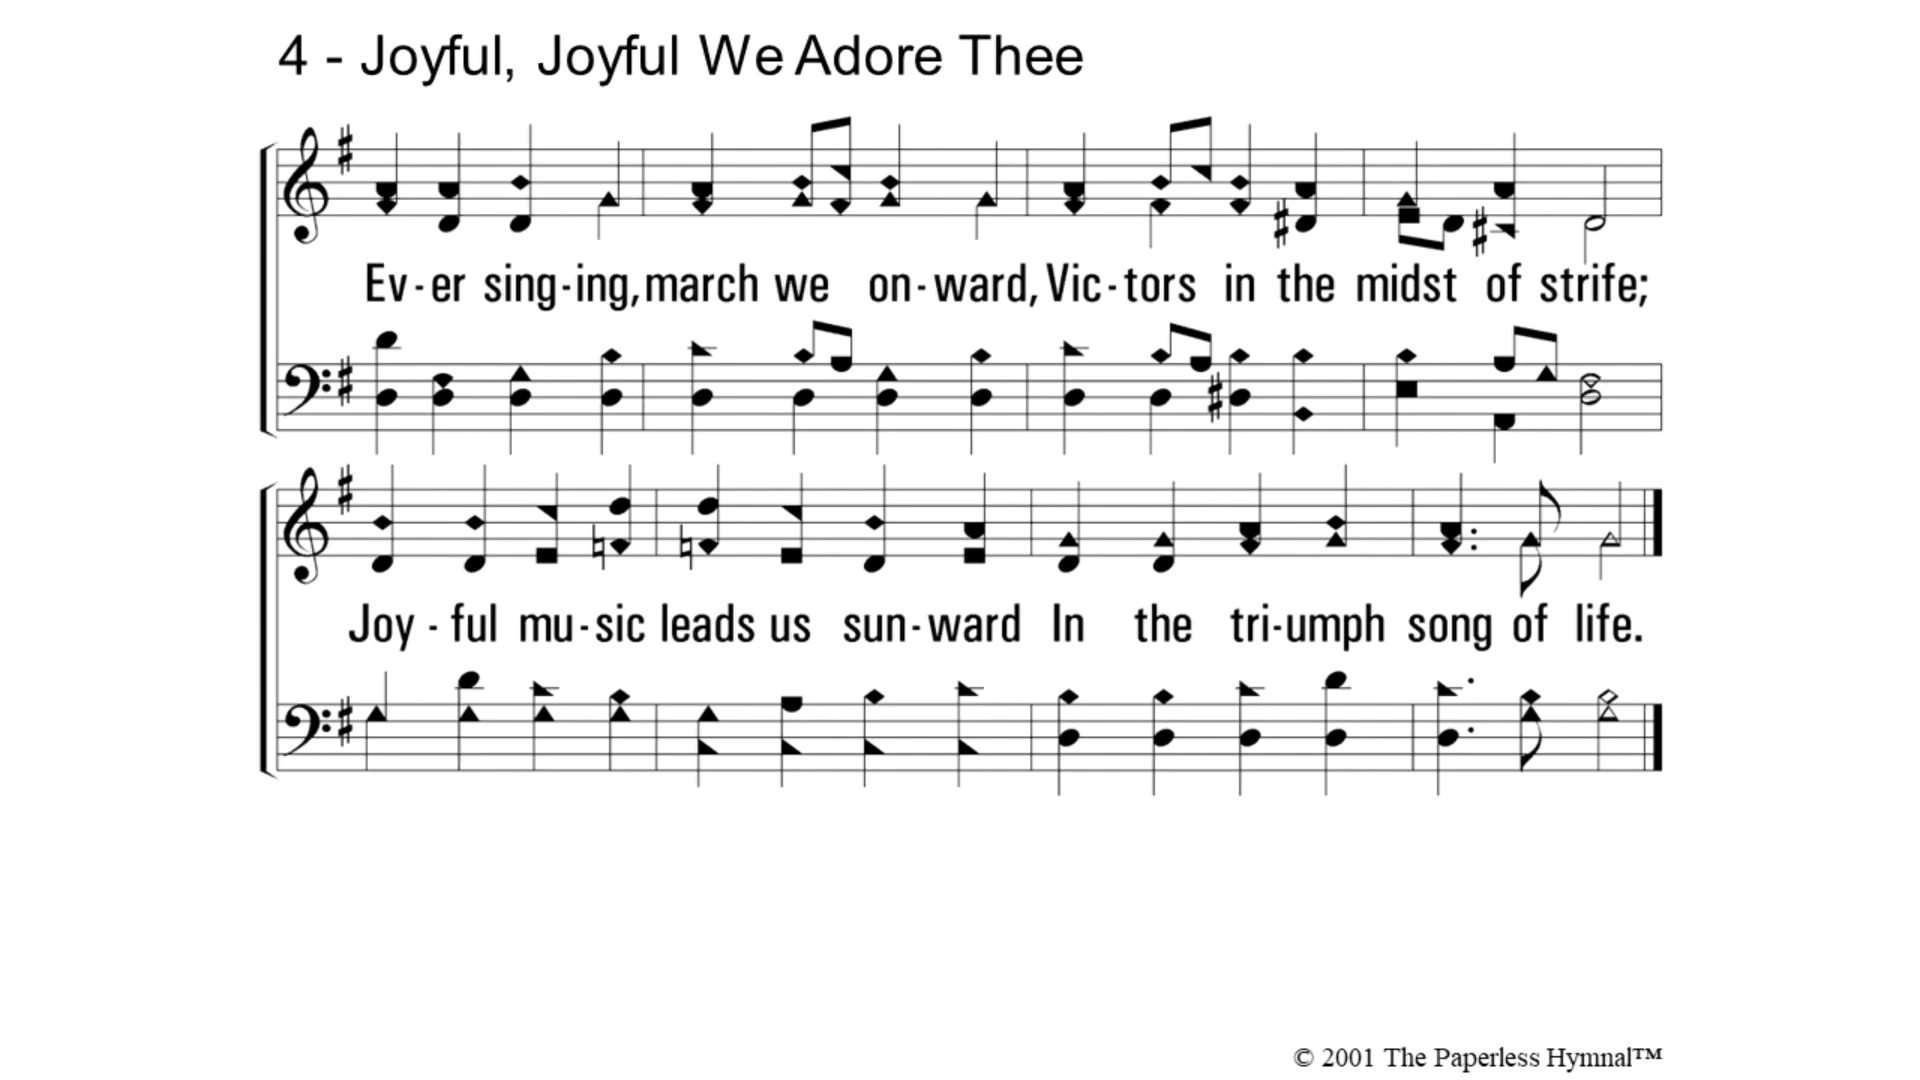 4 - Joyful, Joyful We Adore Thee
Ev-er sing-ing, march we on-ward, Vic-tors in the midst of strife;
Joy-ful mu-sic leads us sun-ward In the tri-umph song of life.
© 2001 The Paperless Hymnal™